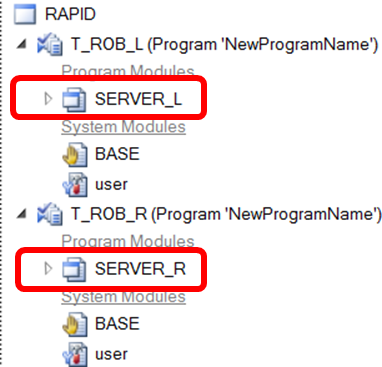 RAPID
T_ROB_L (Program 'NewProgramName')
Program Modules
SERVER_L
System Modules
BASE
user
T_ROB_R (Program 'NewProgramName')
Program Modules
SERVER_R
System Modules
BASE
user